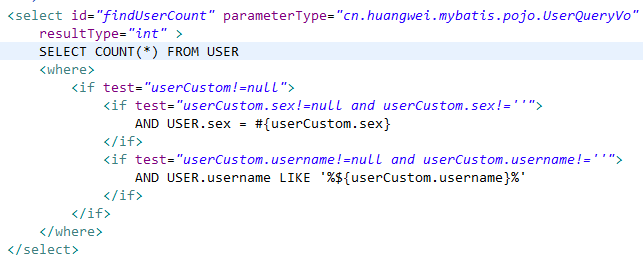 <select id="findUserCount" parameterType="cn.huangwei.mybatis.pojo.UserQueryVo"
resultType="int" >
SELECT COUNT(*) FROM USER
<where>
<if test="userCustom!=null">
<if test="userCustom.sex!=null and userCustom.sex!=''">
AND USER.sex = #{userCustom.sex}
</if>
<if test="userCustom.username!=null and userCustom.username!=''">
AND USER.username LIKE '%${userCustom.username}%'
</if>
</if>
</where>
</select>